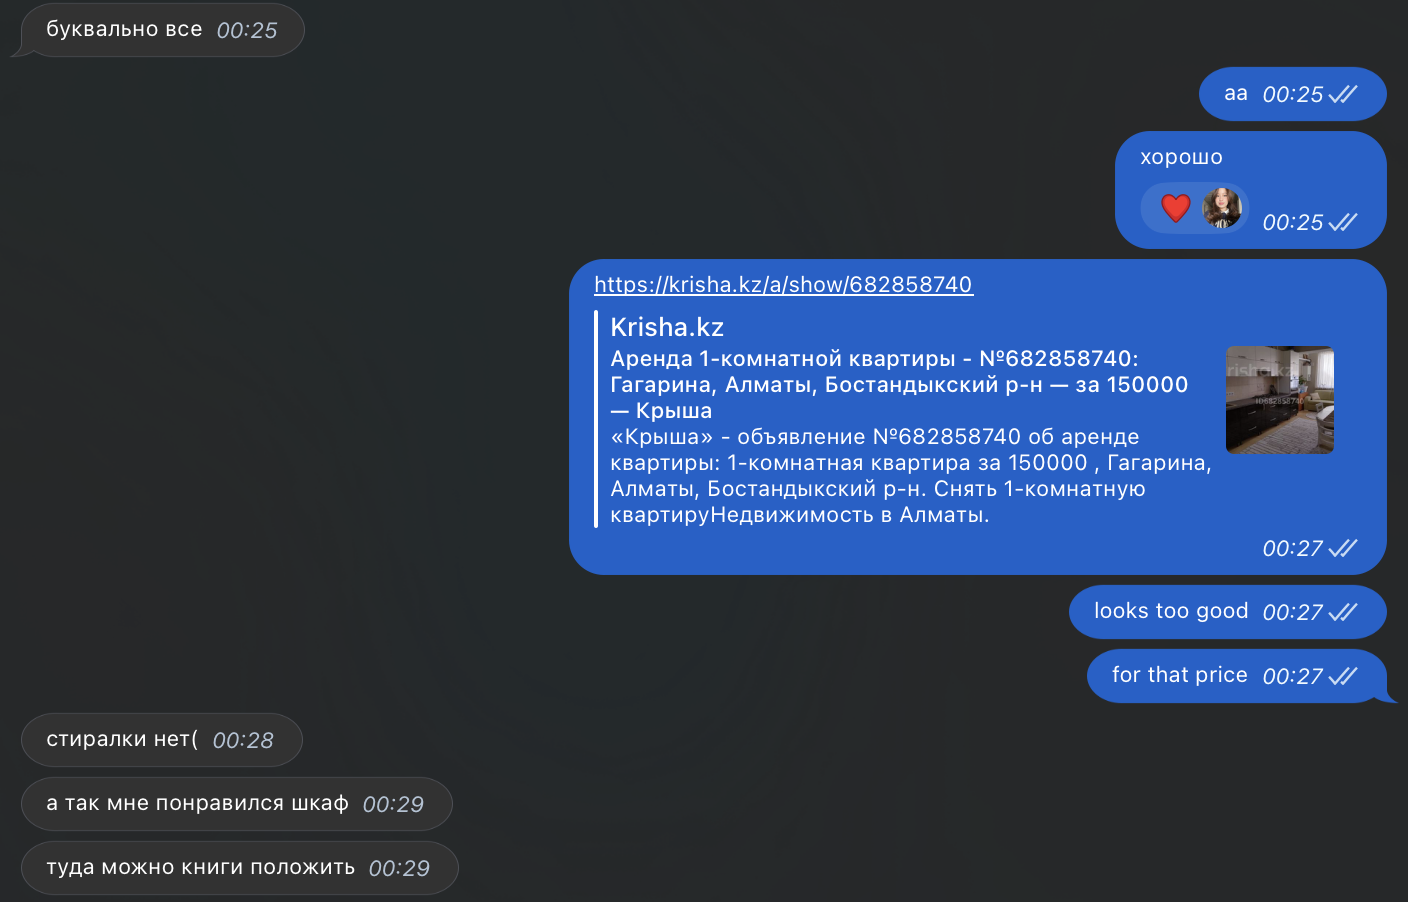 буквально все 00:25
аа 00:25
хорошо
00:25
https://krisha.kz/a/show/682858740
Krisha.kz
Аренда 1-комнатной квартиры - №682858740:
Гагарина, Алматы, Бостандыкский р-н — за 150000
— Крыша
«Крыша» - объявление №682858740 об аренде
квартиры: 1-комнатная квартира за 150000 , Гагарина,
Алматы, Бостандыкский р-н. Снять 1-комнатную
квартируНедвижимость в Алматы.
00:27
looks too good 00:27
for that price 00:27
стиралки нет( 00:28
а так мне понравился шкаф 00:29
туда можно книги положить 00:29